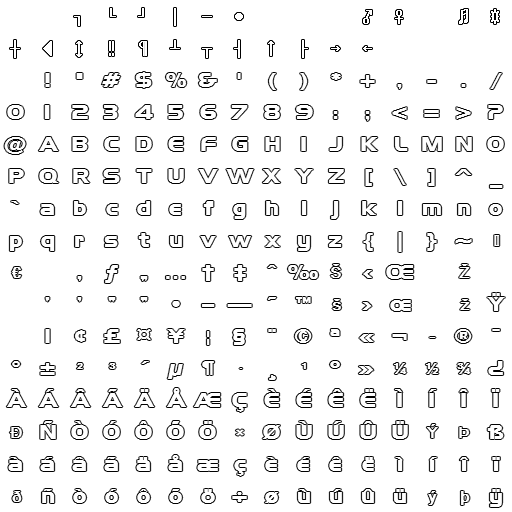 ┐ └ ┘ │ − ○ ♂ ♀ ♫ ☼
┼ ◄ ↕ ‼ ¶ ┴ ┬ ┤ ↑ ├ → ←
! " # $ % & ' ( ) * + , - . /
0 1 2 3 4 5 6 7 8 9 : ; < = > ?
@ A B C D E F G H I J K L M N O
P Q R S T U V W X Y Z [ \ ] ^ _
` a b c d e f g h i j k l m n o
p q r s t u v w x y z { | } ~ ▯
€ ‚ ƒ „ … † ‡ ˆ ‰ Š ‹ Œ Ž
‘ ’ “ ” • – — ˜ ™ š › œ ž Ÿ
¢ £ ¤ ¥ ¦ § ¨ © ª « ¬ - ® ¯
° ± ² ³ ´ µ ¶ · ¸ ¹ º » ¼ ½ ¾ ¿
À Á Â Ã Ä Å Æ Ç È É Ê Ë Ì Í Î Ï
Ð Ñ Ò Ó Ô Õ Ö × Ø Ù Ú Û Ü Ý Þ ß
à á â ã ä å æ ç è é ê ë ì í î ï
ð ñ ò ó ô õ ö ÷ ø ù ú û ü ý þ ÿ